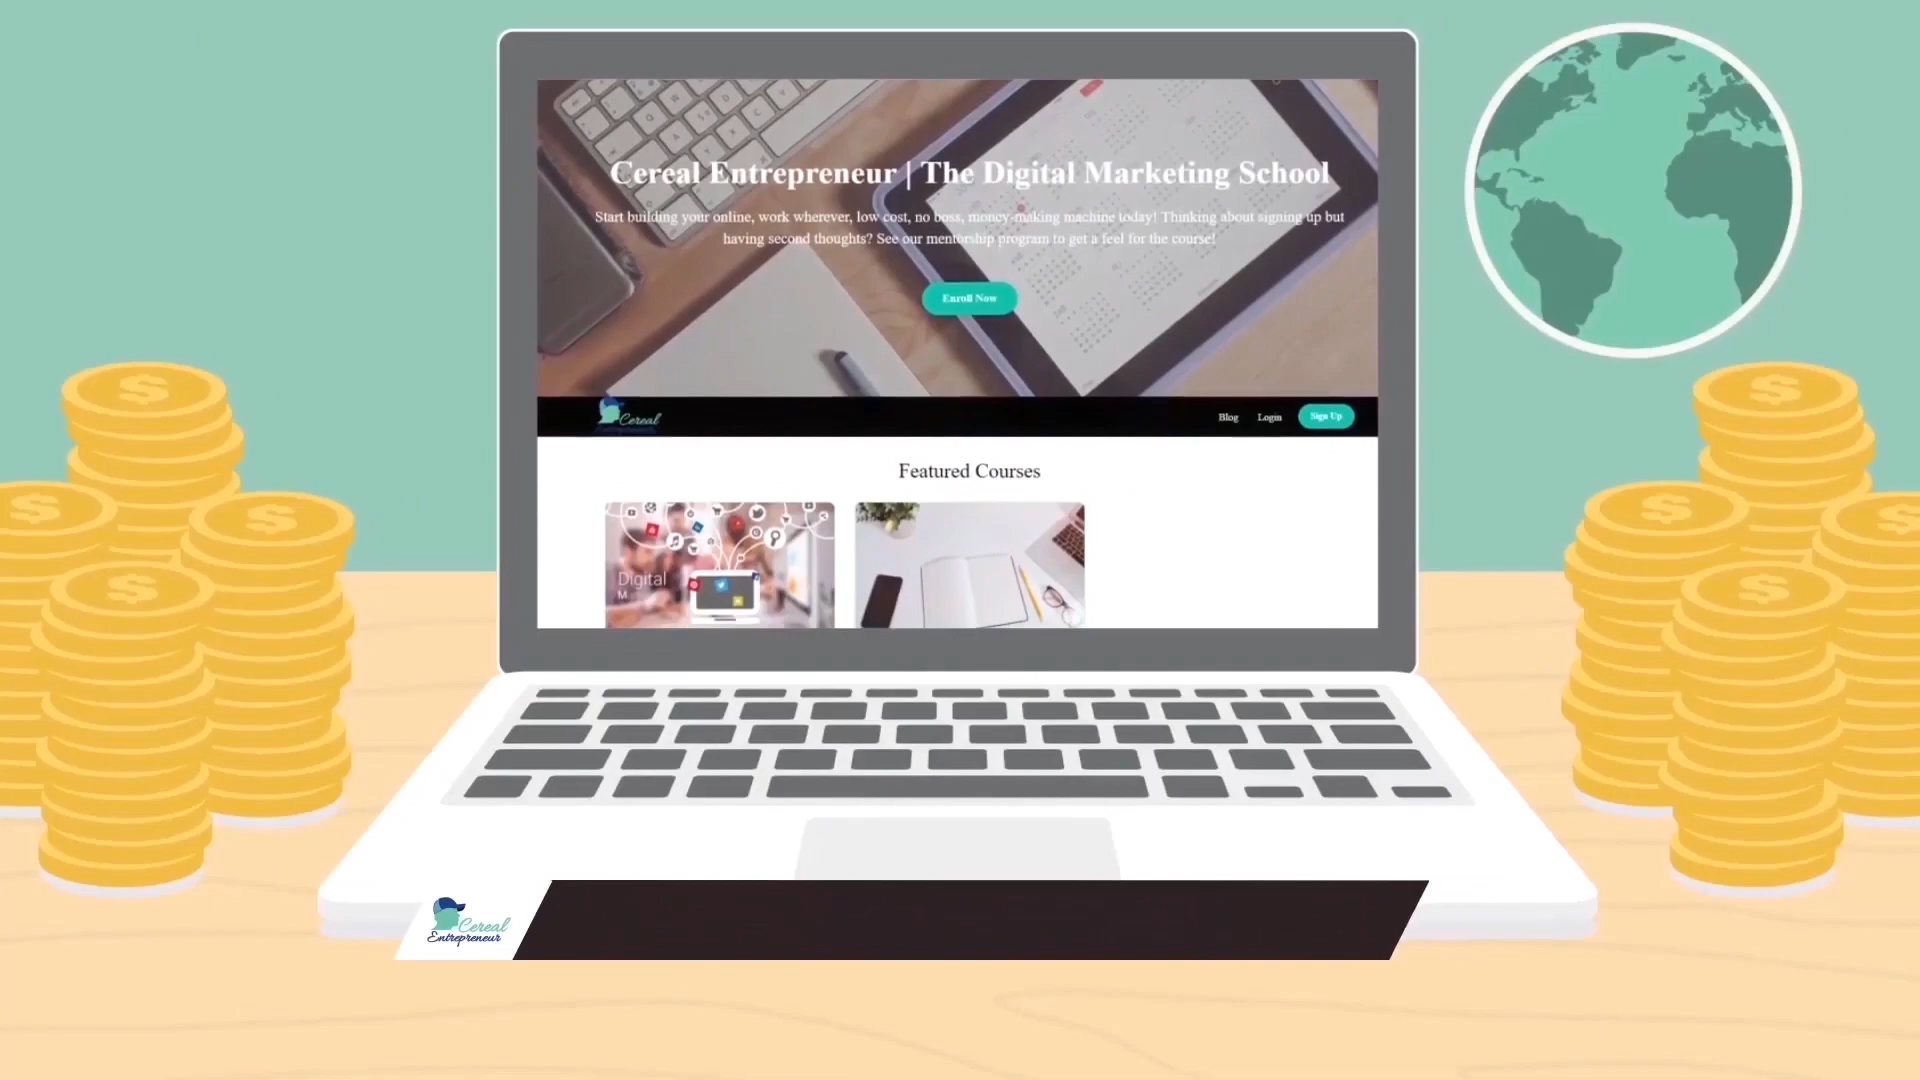 Cereal Entrepreneur | The Digital Marketing School
Start building your online, work wherever, low cost, no boss, money-making machine today! Thinking about signing up but
having second thoughts? See our mentorship program to get a feel for the course!
Enroll Now
Cereal
Blog Login Sign Up
Featured Courses
Digital
M
Cereal
Entrepreneur